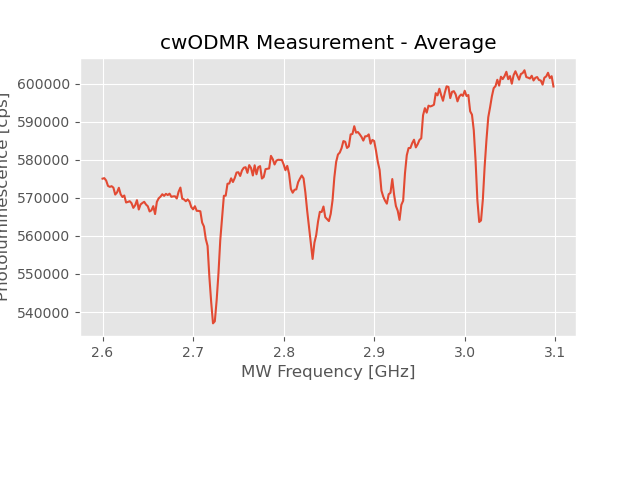 cwODMR Measurement - Average
Photoluminescence [cps]
600000
590000
580000
570000
560000
550000
540000
2.6 2.7 2.8 2.9 3.0 3.1
MW Frequency [GHz]